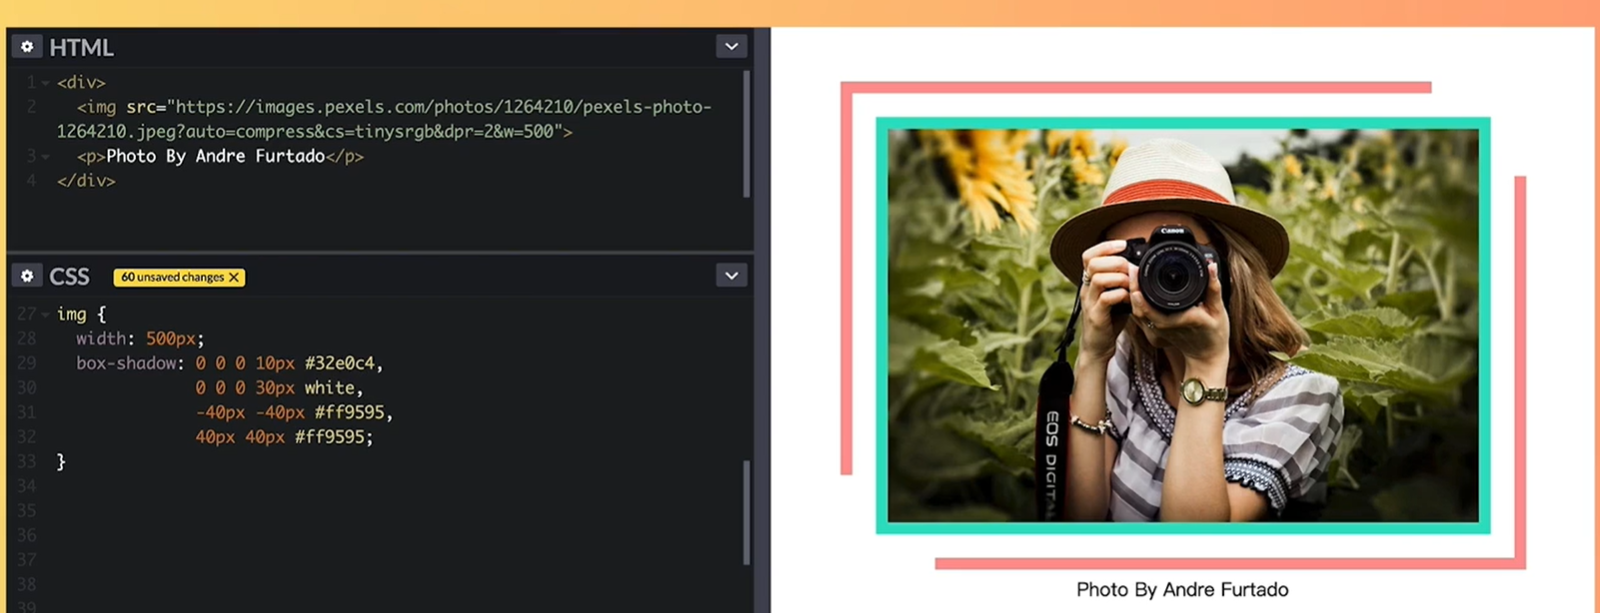 HTML
1 <div>
2 <img src="https://images.pexels.com/photos/1264210/pexels-photo-
1264210.jpeg?auto=compress&cs=tinysrgb&dpr=2&w=500">
3 <p>Photo By Andre Furtado</p>
4 </div>
CSS 60 unsaved changes X
27 img {
28 width: 500px;
29 box-shadow: 0 0 0 10px #32e0c4,
30 0 0 0 30px white,
31 -40px -40px #ff9595,
32 40px 40px #ff9595;
33 }
34
35
36
37
38
39
Canon
EOS DIGITA
Photo By Andre Furtado